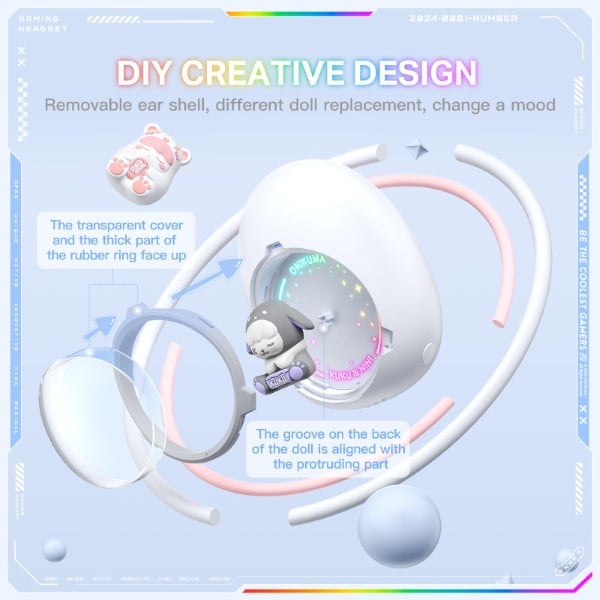 GAMING
HEADSET
2024-0001-NUMBER
DIY CREATIVE DESIGN
Removable ear shell, different doll replacement, change a mood
The transparent cover
and the thick part of
the rubber ring face up
ONIKUMA
KUKU
KUKU & NINI
The groove on the back
of the doll is aligned with
the protruding part
BE THE COOLEST GAMERS ///